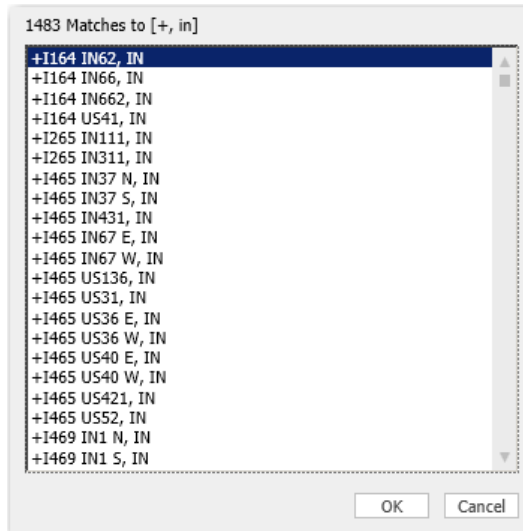 1483 Matches to [+, in]
+I164 IN62, IN
+I164 IN66, IN
+I164 IN662, IN
+I164 US41, IN
+I265 IN111, IN
+I265 IN311, IN
+I465 IN37 N, IN
+I465 IN37 S, IN
+I465 IN431, IN
+I465 IN67 E, IN
+I465 IN67 W, IN
+I465 US136, IN
+I465 US31, IN
+I465 US36 E, IN
+I465 US36 W, IN
+I465 US40 E, IN
+I465 US40 W, IN
+I465 US421, IN
+I465 US52, IN
+I469 IN1 N, IN
+I469 IN1 S, IN
OK Cancel